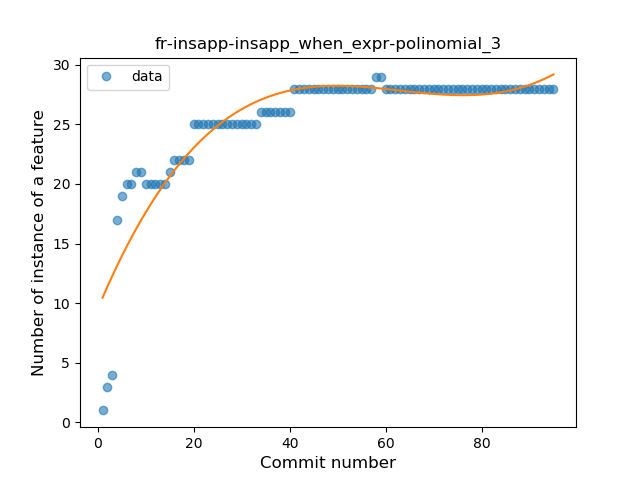 fr-insapp-insapp_when_expr-polinomial_3
data
Number of instance of a feature
30
25
20
15
10
5
0
0 20 40 60 80
Commit number